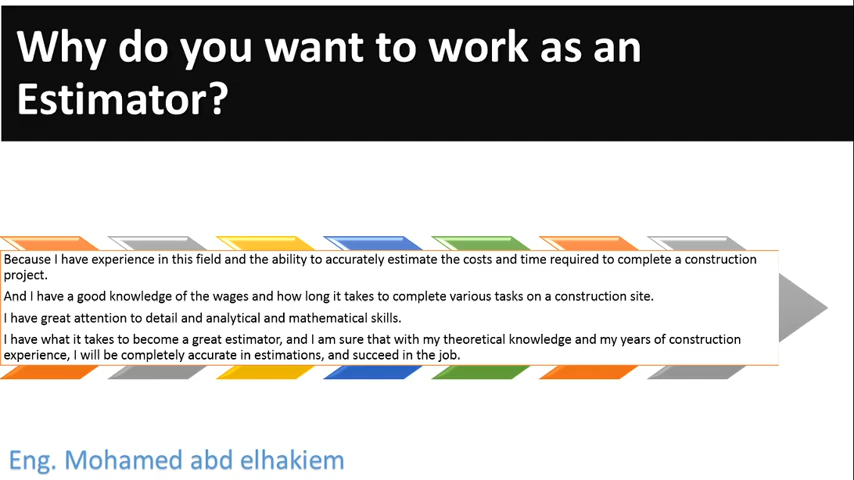 Why do you want to work as an
Estimator?
Because I have experience in this field and the ability to accurately estimate the costs and time required to complete a construction
project.
And I have a good knowledge of the wages and how long it takes to complete various tasks on a construction site.
I have great attention to detail and analytical and mathematical skills.
I have what it takes to become a great estimator, and I am sure that with my theoretical knowledge and my years of construction
experience, I will be completely accurate in estimations, and succeed in the job.
Eng. Mohamed abd elhakiem